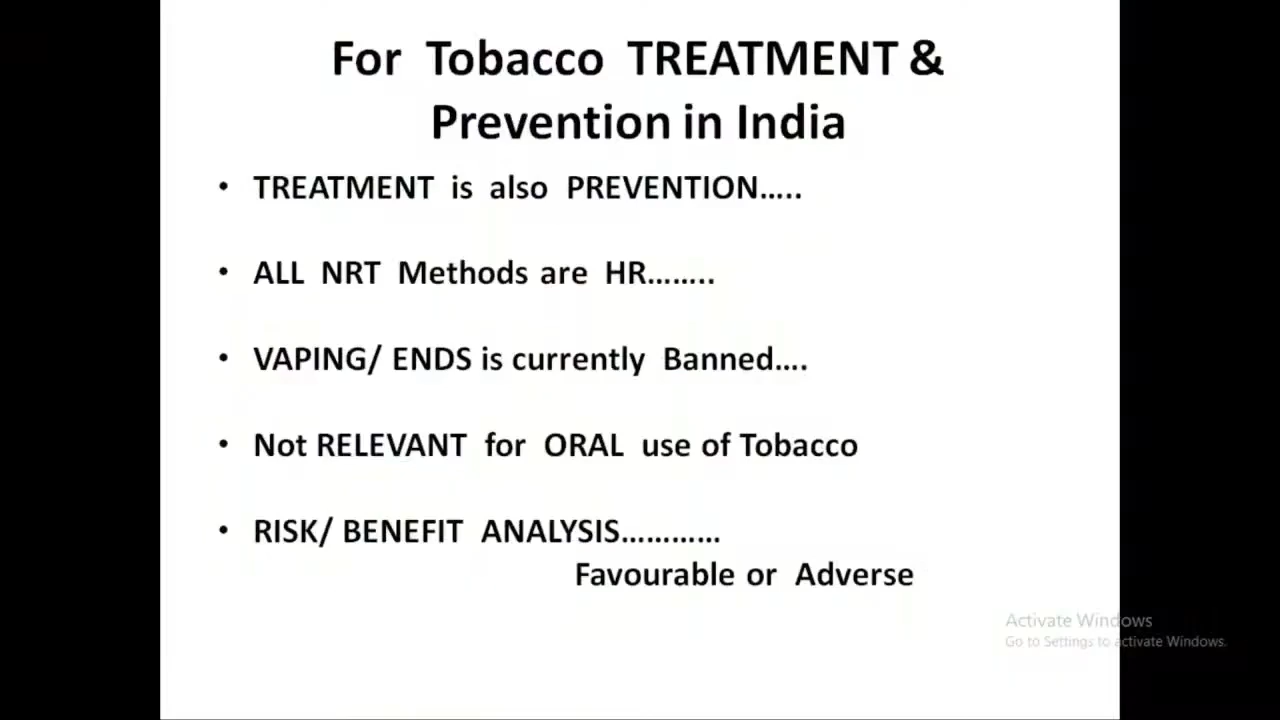 For Tobacco TREATMENT &
Prevention in India
• TREATMENT is also PREVENTION.....
• ALL NRT Methods are HR........
• VAPING/ ENDS is currently Banned....
• Not RELEVANT for ORAL use of Tobacco
• RISK/ BENEFIT ANALYSIS............
Favourable or Adverse
Activate Windows
Go to Settings to activate Windows.